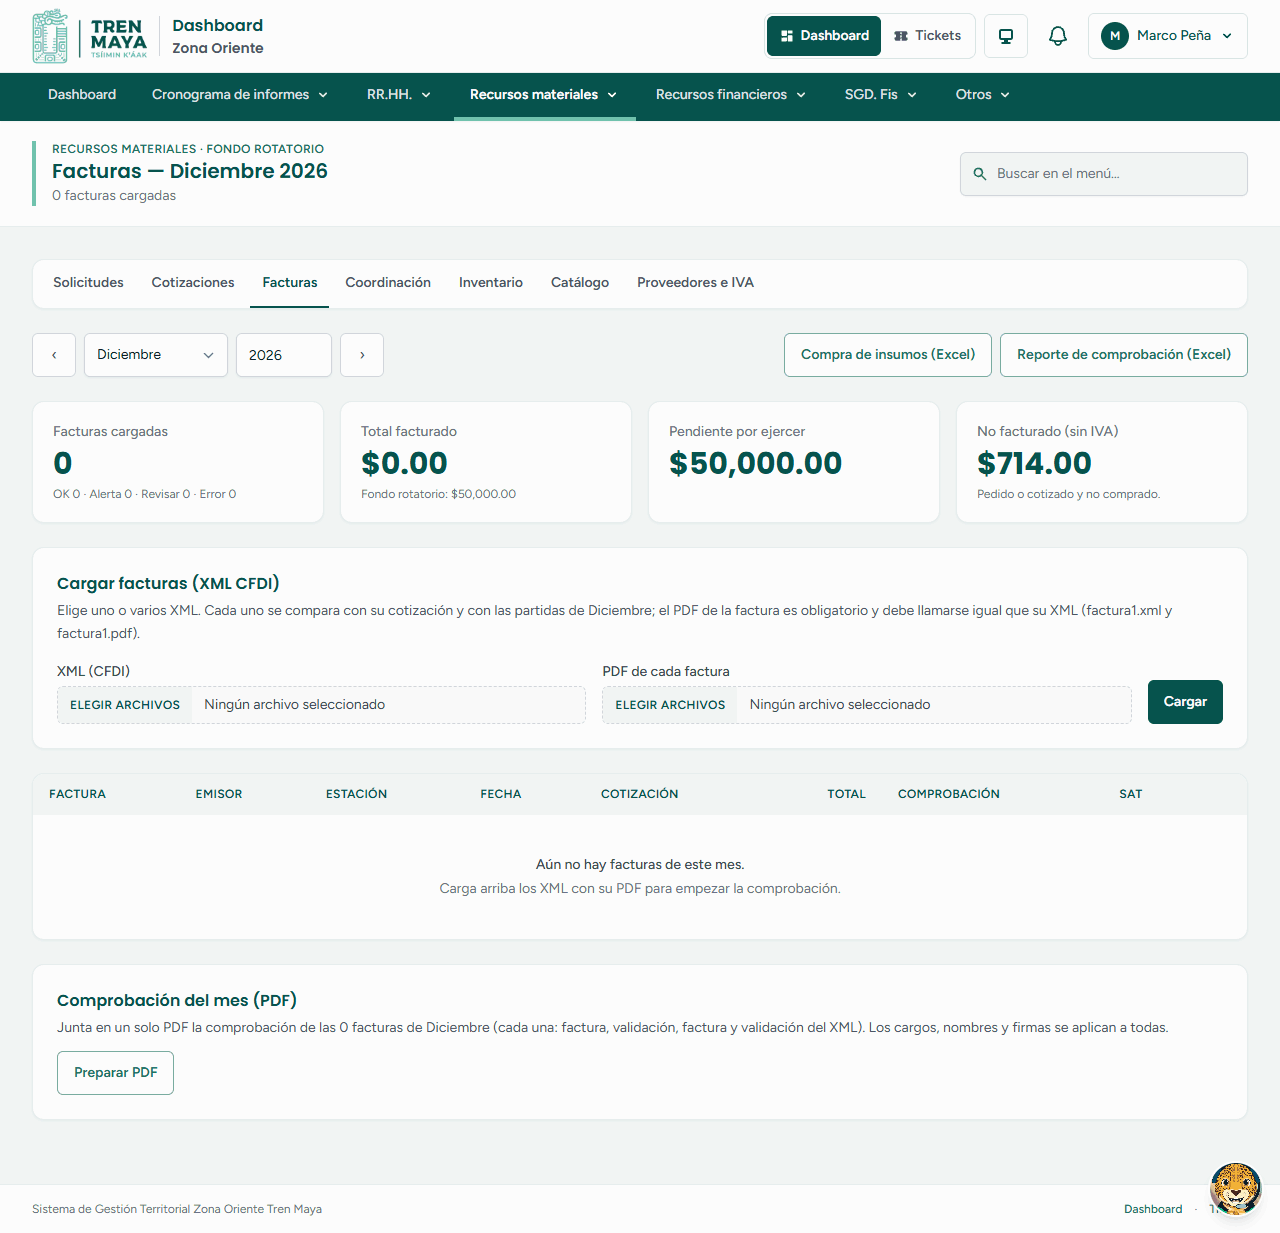 TREN
MAYA
TSÍIMIN K'ÁAK
Dashboard
Zona Oriente
Dashboard
Tickets
M
Marco Peña
Dashboard
Cronograma de informes
RR.HH.
Recursos materiales
Recursos financieros
SGD. Fis
Otros
RECURSOS MATERIALES · FONDO ROTATORIO
Facturas — Diciembre 2026
0 facturas cargadas
Buscar en el menú...
Solicitudes
Cotizaciones
Facturas
Coordinación
Inventario
Catálogo
Proveedores e IVA
‹
Diciembre
2026
›
Compra de insumos (Excel)
Reporte de comprobación (Excel)
Facturas cargadas
0
OK 0 · Alerta 0 · Revisar 0 · Error 0
Total facturado
$0.00
Fondo rotatorio: $50,000.00
Pendiente por ejercer
$50,000.00
No facturado (sin IVA)
$714.00
Pedido o cotizado y no comprado.
Cargar facturas (XML CFDI)
Elige uno o varios XML. Cada uno se compara con su cotización y con las partidas de Diciembre; el PDF de la factura es obligatorio y debe llamarse igual que su XML (factura1.xml y
factura1.pdf).
XML (CFDI)
ELEGIR ARCHIVOS
Ningún archivo seleccionado
PDF de cada factura
ELEGIR ARCHIVOS
Ningún archivo seleccionado
Cargar
FACTURA
EMISOR
ESTACIÓN
FECHA
COTIZACIÓN
TOTAL
COMPROBACIÓN
SAT
Aún no hay facturas de este mes.
Carga arriba los XML con su PDF para empezar la comprobación.
Comprobación del mes (PDF)
Junta en un solo PDF la comprobación de las 0 facturas de Diciembre (cada una: factura, validación, factura y validación del XML). Los cargos, nombres y firmas se aplican a todas.
Preparar PDF
Sistema de Gestión Territorial Zona Oriente Tren Maya
Dashboard
·